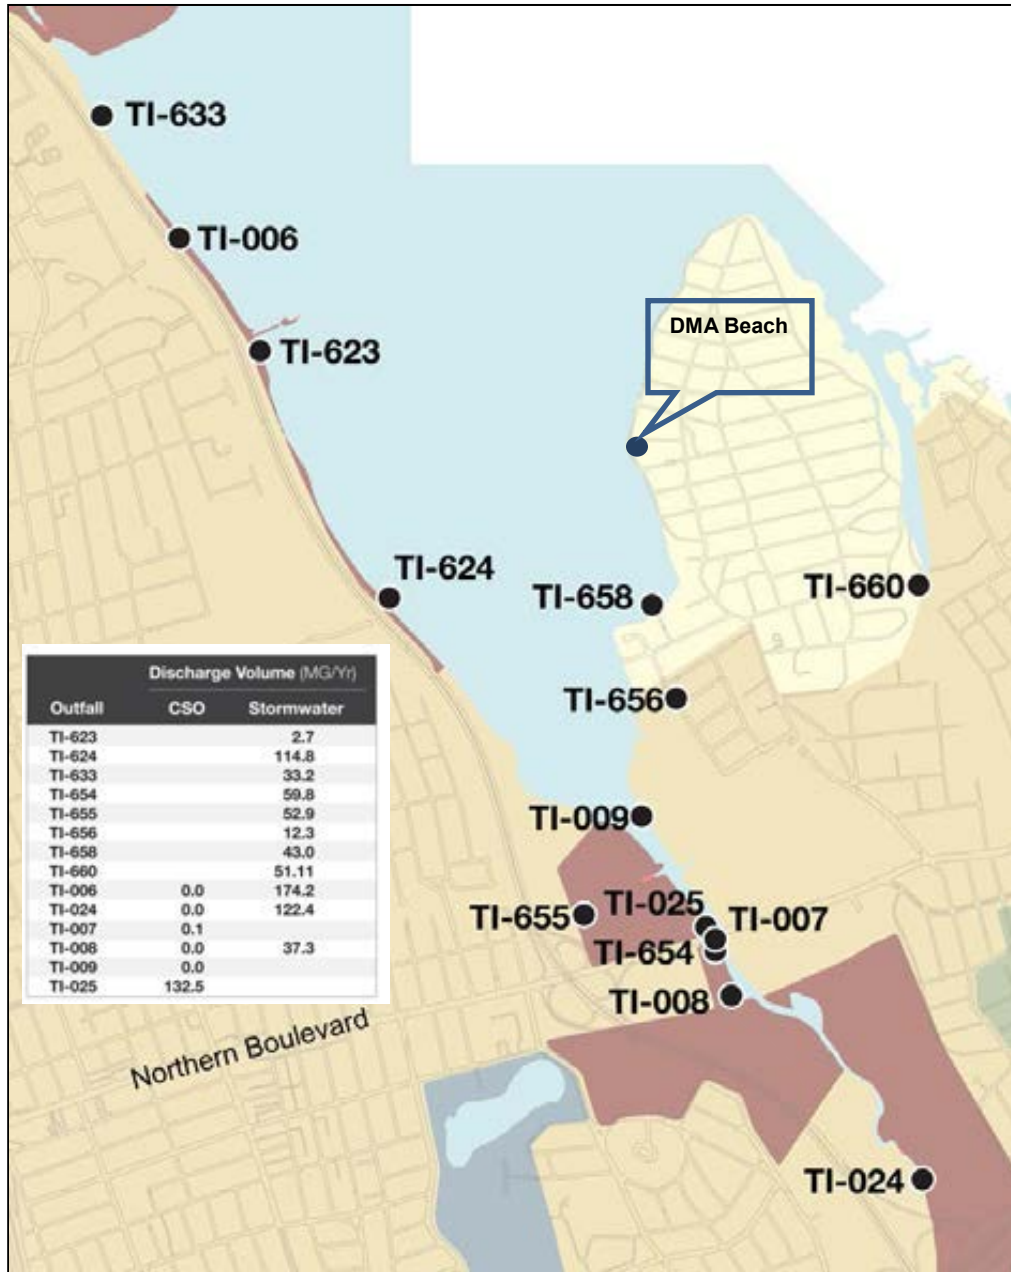 TI-633
TI-006
DMA Beach
TI-623
TI-624
TI-658
TI-660
Discharge Volume (MG/Yr)
Outfall CSO Stormwater
TI-623 2.7
TI-624 114.8
TI-633 33.2
TI-654 59.8
TI-655 52.9
TI-656 12.3
TI-658 43.0
TI-660 51.11
TI-006 0.0 174.2
TI-024 0.0 122.4
TI-007 0.1
TI-008 0.0 37.3
TI-009 0.0
TI-025 132.5
TI-656
TI-009
TI-025
TI-655
TI-007
TI-654
TI-008
Northern Boulevard
TI-024